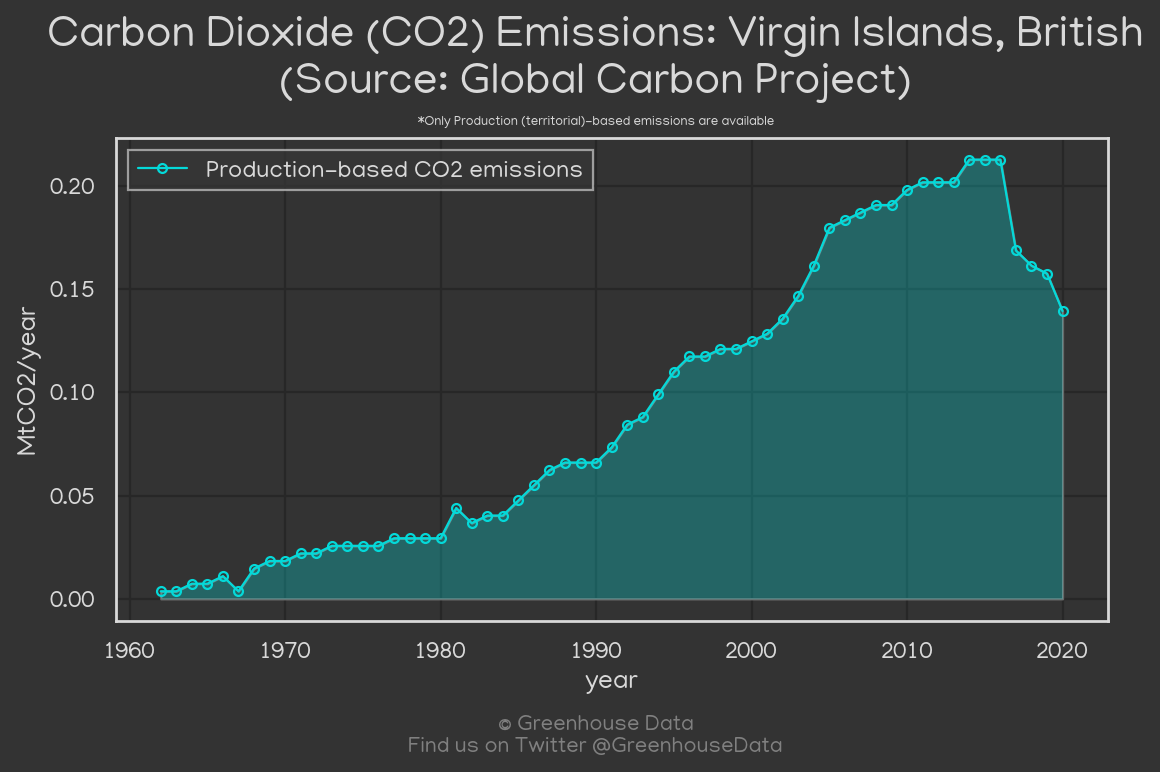 Carbon Dioxide (CO2) Emissions: Virgin Islands, British
(Source: Global Carbon Project)
*Only Production (territorial)-based emissions are available
Production-based CO2 emissions
0.20
0.15
0.10
0.05
0.00
MtCO2/year
1960 1970 1980 1990 2000 2010 2020
year
© Greenhouse Data
Find us on Twitter @GreenhouseData